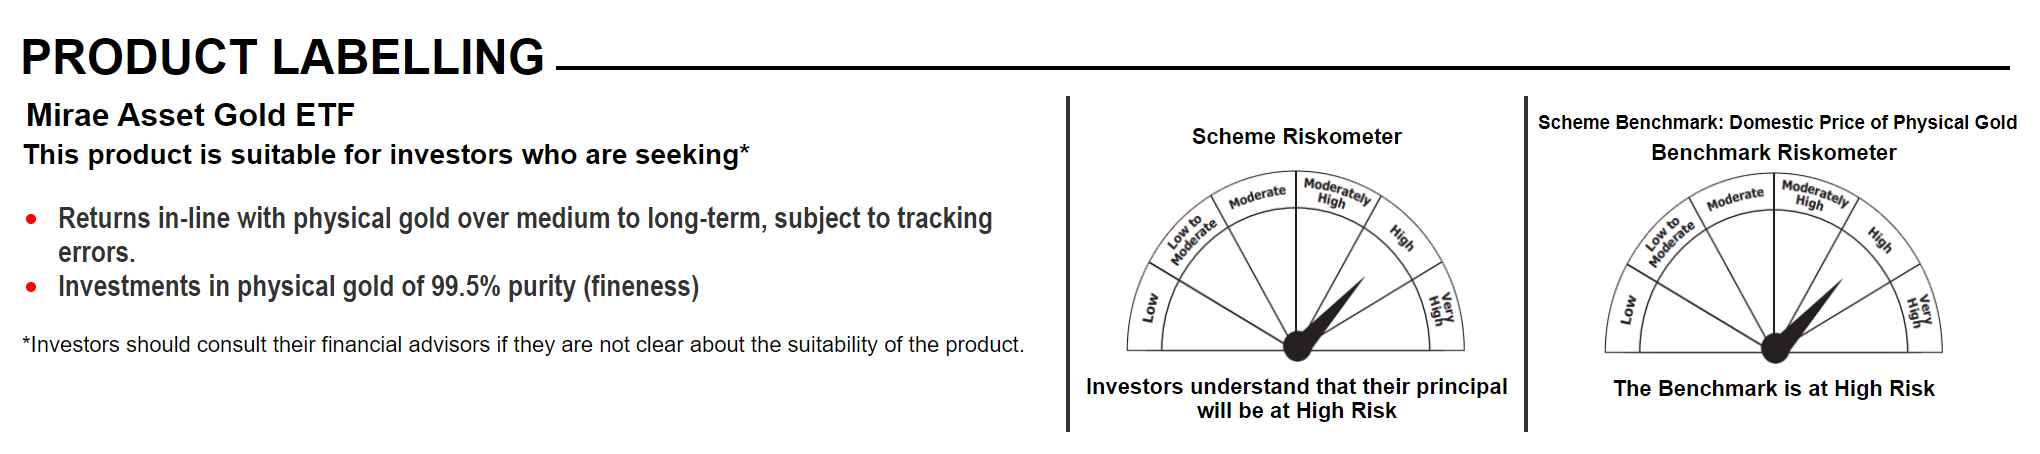 PRODUCT LABELLING
Mirae Asset Gold ETF
This product is suitable for investors who are seeking*
Returns in-line with physical gold over medium to long-term, subject to tracking
errors.
Investments in physical gold of 99.5% purity (fineness)
*Investors should consult their financial advisors if they are not clear about the suitability of the product.
Scheme Riskometer
Low
Low to
Moderate
Moderate
Moderately
High
High
Very
High
Investors understand that their principal
will be at High Risk
Scheme Benchmark: Domestic Price of Physical Gold
Benchmark Riskometer
Low
Low to
Moderate
Moderate
Moderately
High
High
Very
High
The Benchmark is at High Risk